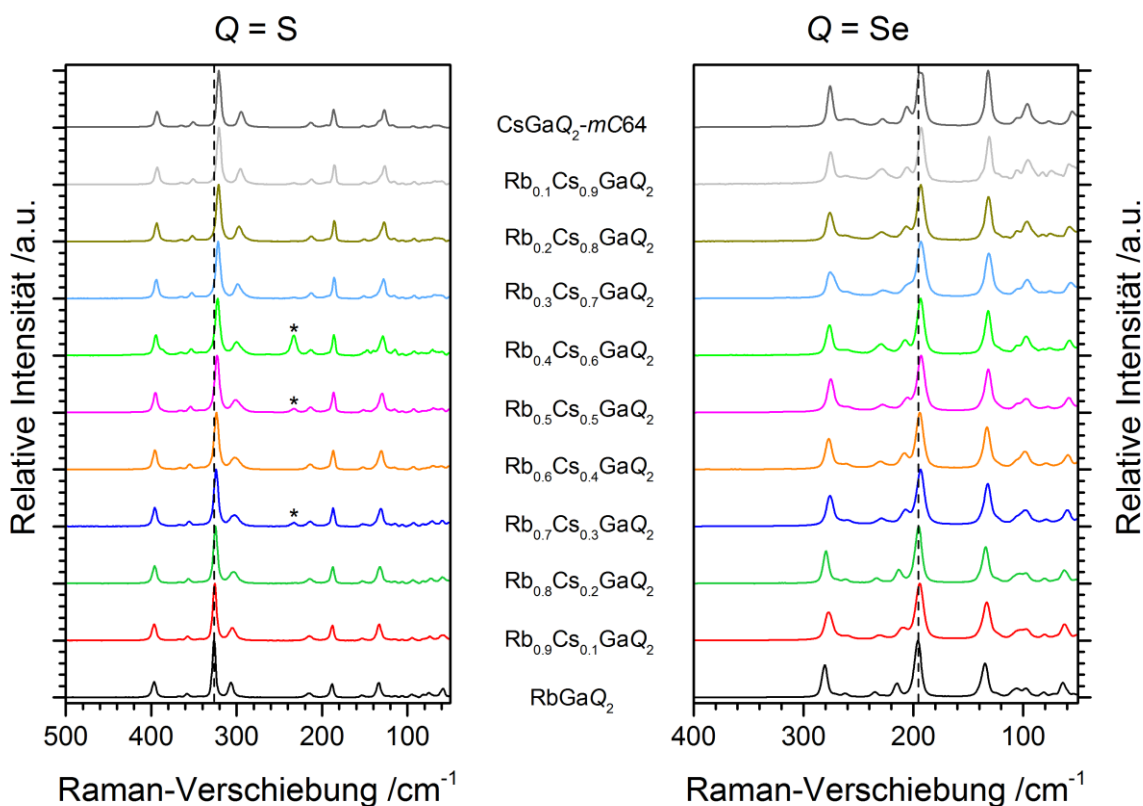 Q = S
Q = Se
CsGaQ₂-mC64
Rb₀.₁Cs₀.₉GaQ₂
Rb₀.₂Cs₀.₈GaQ₂
Rb₀.₃Cs₀.₇GaQ₂
Rb₀.₄Cs₀.₆GaQ₂
Rb₀.₅Cs₀.₅GaQ₂
Rb₀.₆Cs₀.₄GaQ₂
Rb₀.₇Cs₀.₃GaQ₂
Rb₀.₈Cs₀.₂GaQ₂
Rb₀.₉Cs₀.₁GaQ₂
RbGaQ₂
*
*
*
Relative Intensität /a.u.
Relative Intensität /a.u.
500 400 300 200 100
400 300 200 100
Raman-Verschiebung /cm⁻¹
Raman-Verschiebung /cm⁻¹